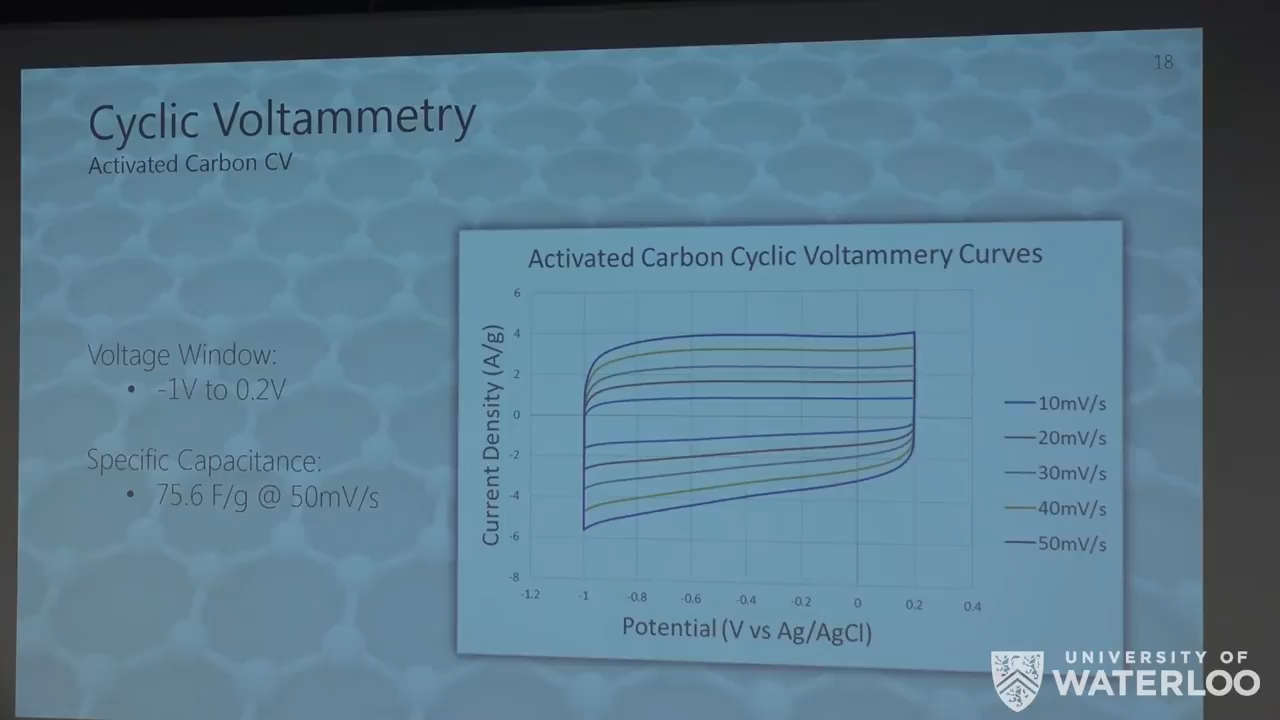 18
Cyclic Voltammetry
Activated Carbon CV
Voltage Window:
• -1V to 0.2V
Specific Capacitance:
• 75.6 F/g @ 50mV/s
Activated Carbon Cyclic Voltammery Curves
Current Density (A/g)
6
4
2
0
-2
-4
-6
-8
-1.2 -1 -0.8 -0.6 -0.4 -0.2 0 0.2 0.4
Potential (V vs Ag/AgCl)
10mV/s
20mV/s
30mV/s
40mV/s
50mV/s
UNIVERSITY OF
WATERLOO